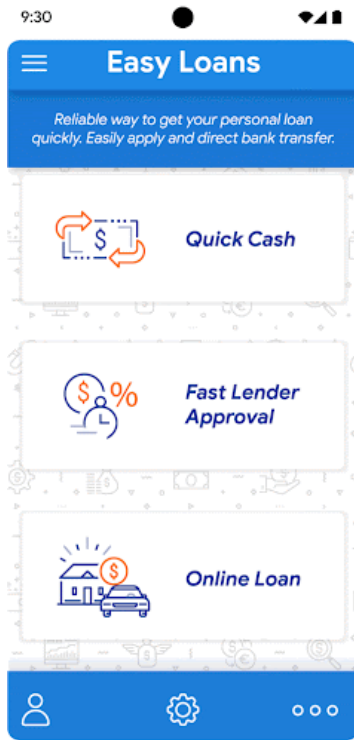 9:30
Easy Loans
Reliable way to get your personal loan
quickly. Easily apply and direct bank transfer.
$
Quick Cash
$ %
Fast Lender
Approval
$
Online Loan